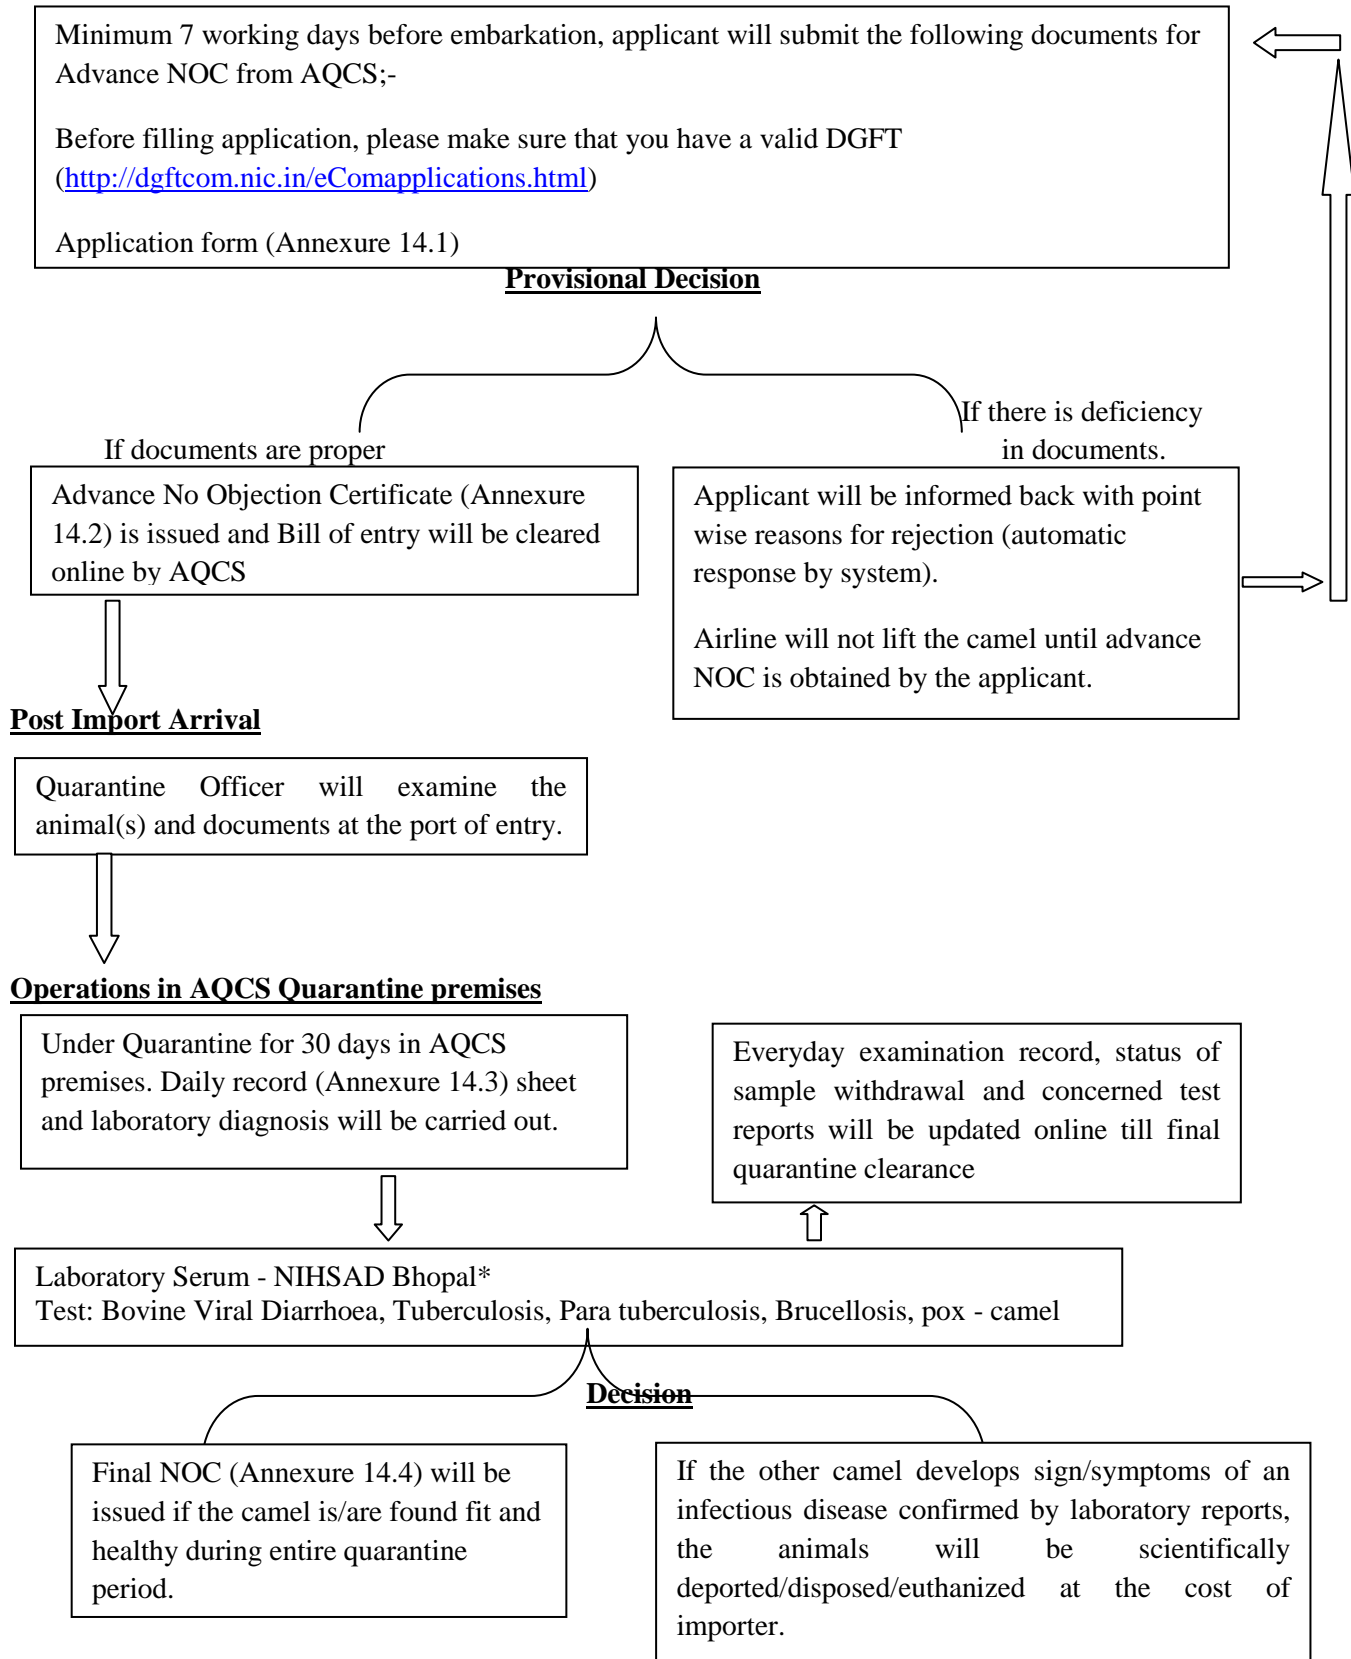 Minimum 7 working days before embarkation, applicant will submit the following documents for
Advance NOC from AQCS;-
Before filling application, please make sure that you have a valid DGFT
(http://dgftcom.nic.in/eComapplications.html)
Application form (Annexure 14.1)
Provisional Decision
If documents are proper
Advance No Objection Certificate (Annexure
14.2) is issued and Bill of entry will be cleared
online by AQCS
If there is deficiency
in documents.
Applicant will be informed back with point
wise reasons for rejection (automatic
response by system).
Airline will not lift the camel until advance
NOC is obtained by the applicant.
Post Import Arrival
Quarantine Officer will examine the
animal(s) and documents at the port of entry.
Operations in AQCS Quarantine premises
Under Quarantine for 30 days in AQCS
premises. Daily record (Annexure 14.3) sheet
and laboratory diagnosis will be carried out.
Everyday examination record, status of
sample withdrawal and concerned test
reports will be updated online till final
quarantine clearance
Laboratory Serum - NIHSAD Bhopal*
Test: Bovine Viral Diarrhoea, Tuberculosis, Para tuberculosis, Brucellosis, pox - camel
Decision
Final NOC (Annexure 14.4) will be
issued if the camel is/are found fit and
healthy during entire quarantine
period.
If the other camel develops sign/symptoms of an
infectious disease confirmed by laboratory reports,
the animals will be scientifically
deported/disposed/euthanized at the cost of
importer.